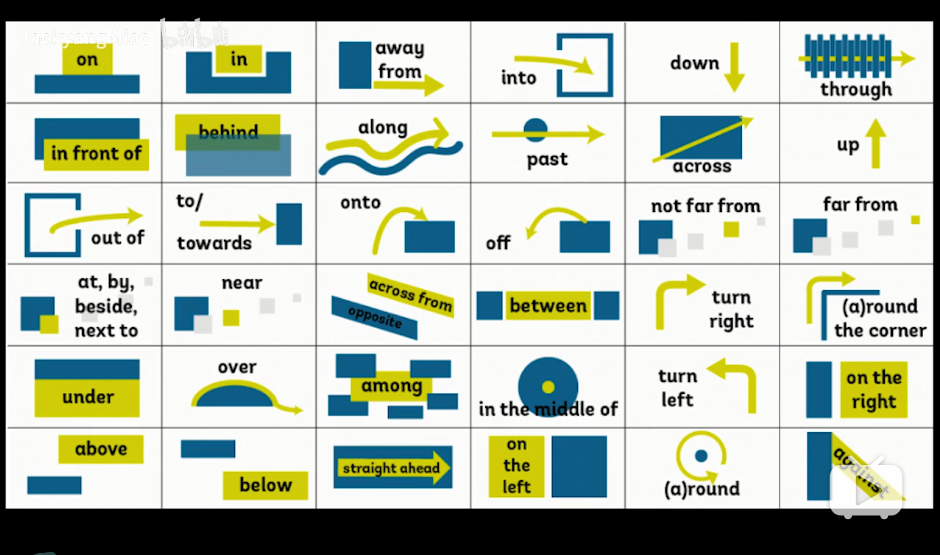 on
in
away
from
into
down
through
in front of
behind
along
past
across
up
out of
to/
towards
onto
off
not far from
far from
at, by,
beside,
next to
near
across from
opposite
between
turn
right
(a)round
the corner
under
over
among
in the middle of
turn
left
on the
right
above
below
straight ahead
on
the
left
(a)round
against